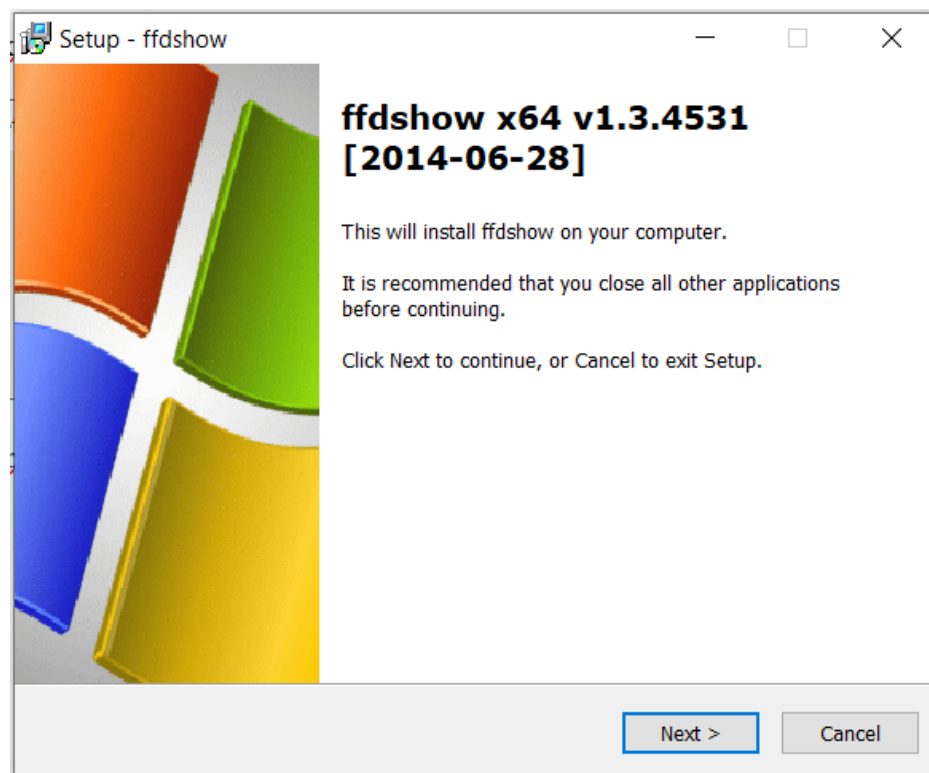 Setup - ffdshow
ffdshow x64 v1.3.4531
[2014-06-28]
This will install ffdshow on your computer.
It is recommended that you close all other applications
before continuing.
Click Next to continue, or Cancel to exit Setup.
Next >
Cancel